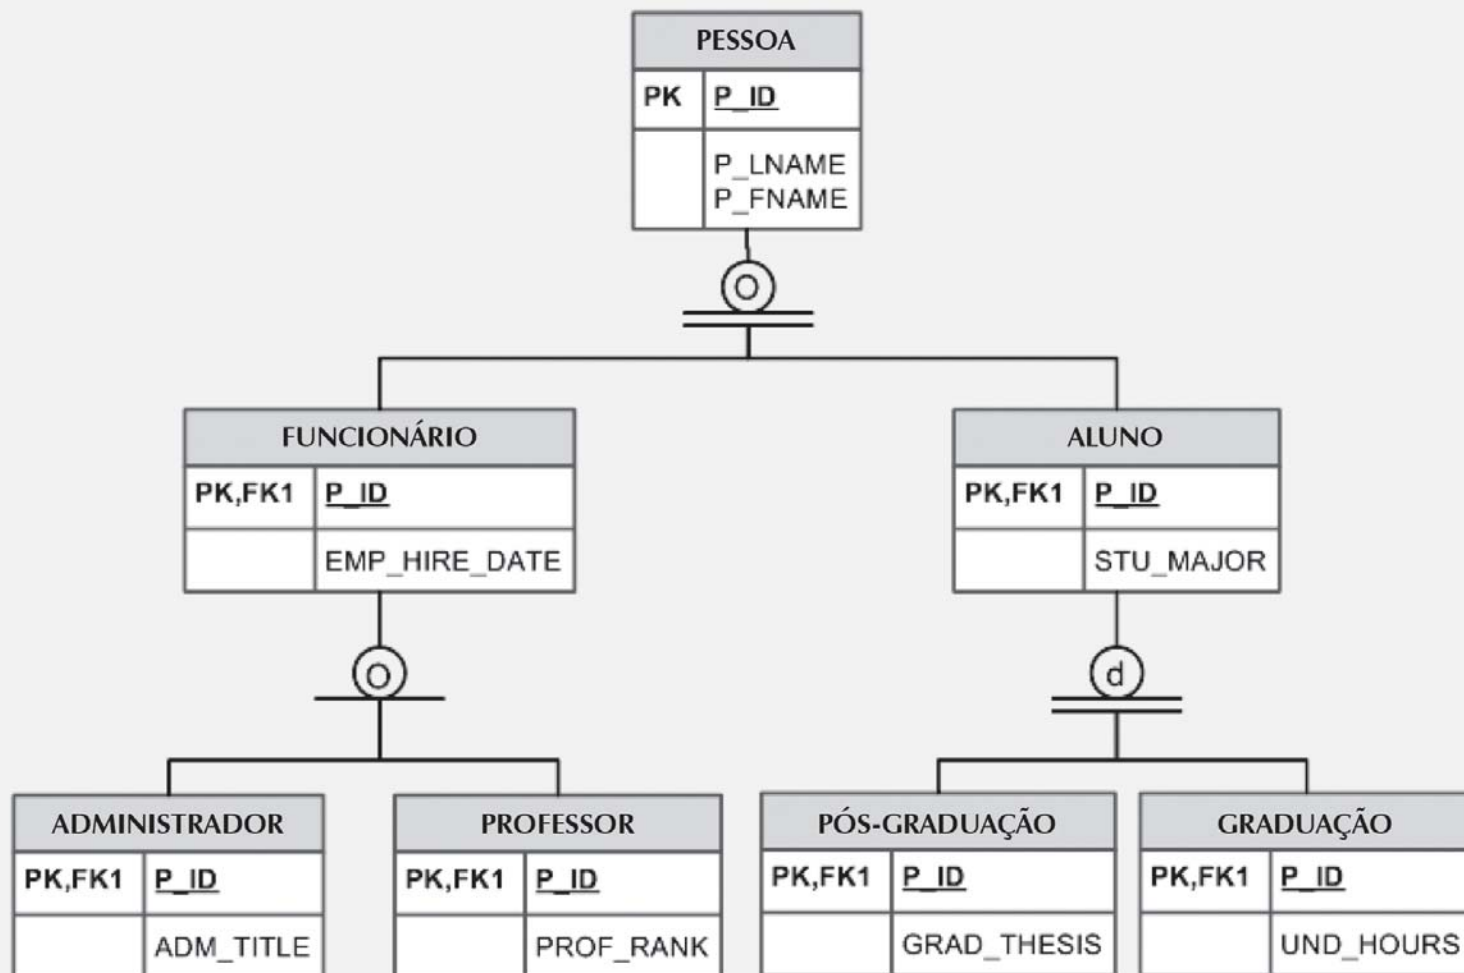 PESSOA
PK P_ID
P_LNAME
P_FNAME
O
FUNCIONÁRIO
PK,FK1 P_ID
EMP_HIRE_DATE
ALUNO
PK,FK1 P_ID
STU_MAJOR
O
d
ADMINISTRADOR
PK,FK1 P_ID
ADM_TITLE
PROFESSOR
PK,FK1 P_ID
PROF_RANK
PÓS-GRADUAÇÃO
PK,FK1 P_ID
GRAD_THESIS
GRADUAÇÃO
PK,FK1 P_ID
UND_HOURS